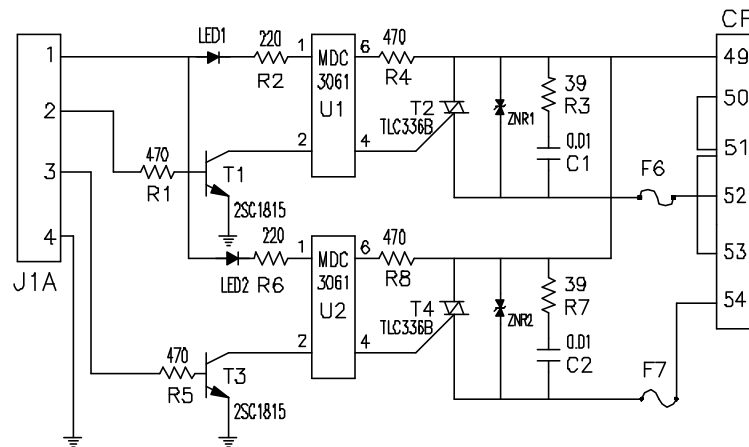 CF
LED1
220
1
MDC
3061
U1
6
470
1
R2
R4
49
2
39
R3
50
T2
TLC336B
ZNR1
470
R1
T1
2
4
0.01
C1
51
3
F6
52
2SC1815
4
220
1
MDC
3061
U2
6
470
53
J1A
LED2
R6
R8
39
R7
54
T4
TLC336B
ZNR2
2
4
0.01
C2
470
R5
T3
F7
2SC1815